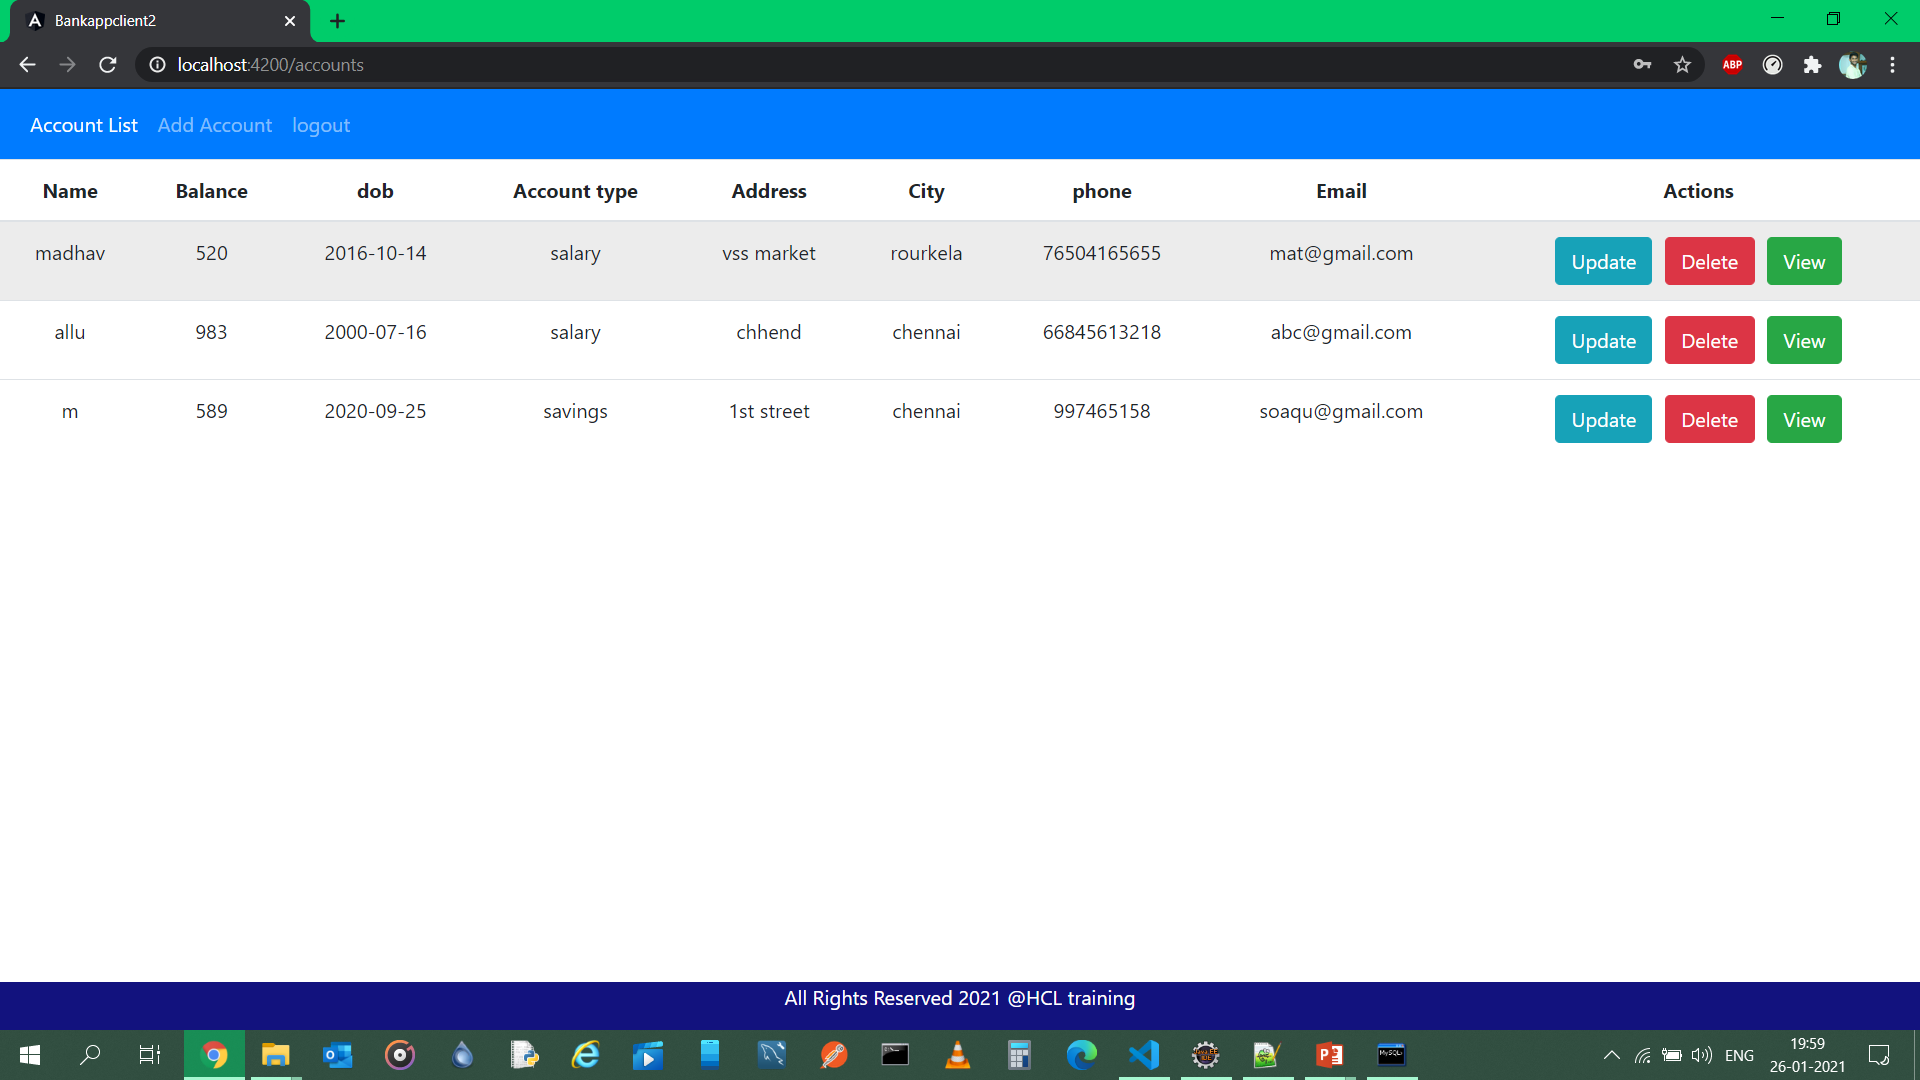 Bankappclient2
localhost:4200/accounts
ABP
Account List Add Account logout
Name Balance dob Account type Address City phone Email Actions
madhav 520 2016-10-14 salary vss market rourkela 76504165655 mat@gmail.com Update Delete View
allu 983 2000-07-16 salary chhend chennai 66845613218 abc@gmail.com Update Delete View
m 589 2020-09-25 savings 1st street chennai 997465158 soaqu@gmail.com Update Delete View
All Rights Reserved 2021 @HCL training
ENG
19:59
26-01-2021